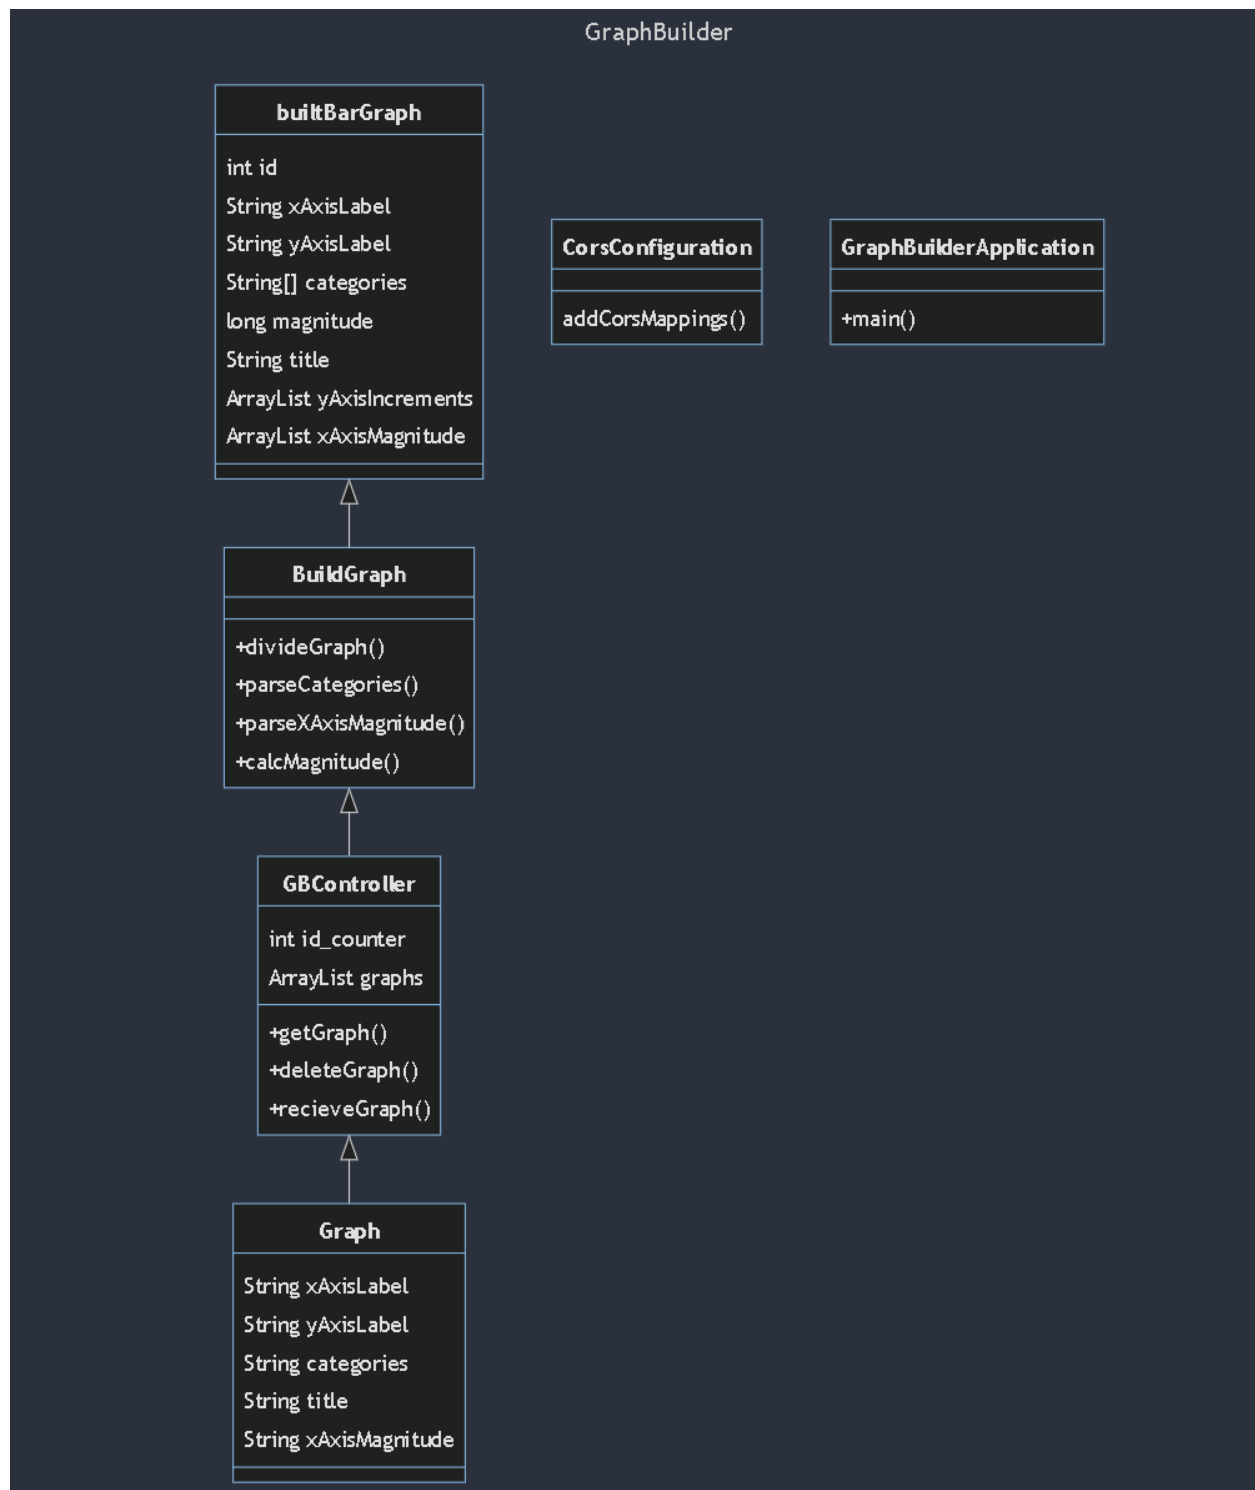 GraphBuilder
builtBarGraph
int id
String xAxisLabel
String yAxisLabel
String[] categories
long magnitude
String title
ArrayList yAxisIncrements
ArrayList xAxisMagnitude
CorsConfiguration
addCorsMappings()
GraphBuilderApplication
+main()
BuildGraph
+divideGraph()
+parseCategories()
+parseXAxisMagnitude()
+calcMagnitude()
GBController
int id_counter
ArrayList graphs
+getGraph()
+deleteGraph()
+recieveGraph()
Graph
String xAxisLabel
String yAxisLabel
String categories
String title
String xAxisMagnitude